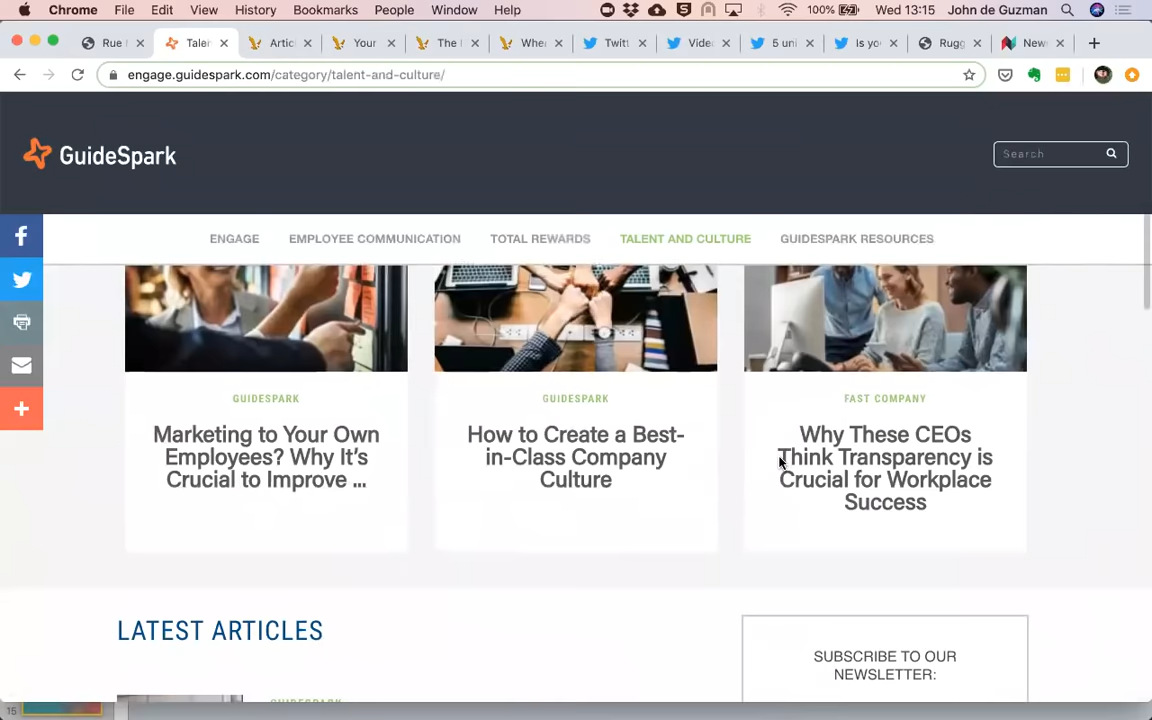 Chrome File Edit View History Bookmarks People Window Help 100% Wed 13:15 John de Guzman
Rue Talen Artic Your The Whe Twitt Vide 5 uni Is yo Rugg New
engage.guidespark.com/category/talent-and-culture/
GuideSpark
Search
ENGAGE EMPLOYEE COMMUNICATION TOTAL REWARDS TALENT AND CULTURE GUIDESPARK RESOURCES
GUIDESPARK
Marketing to Your Own
Employees? Why It’s
Crucial to Improve ...
GUIDESPARK
How to Create a Best-
in-Class Company
Culture
FAST COMPANY
Why These CEOs
Think Transparency is
Crucial for Workplace
Success
LATEST ARTICLES
SUBSCRIBE TO OUR
NEWSLETTER:
GUIDESPARK
15